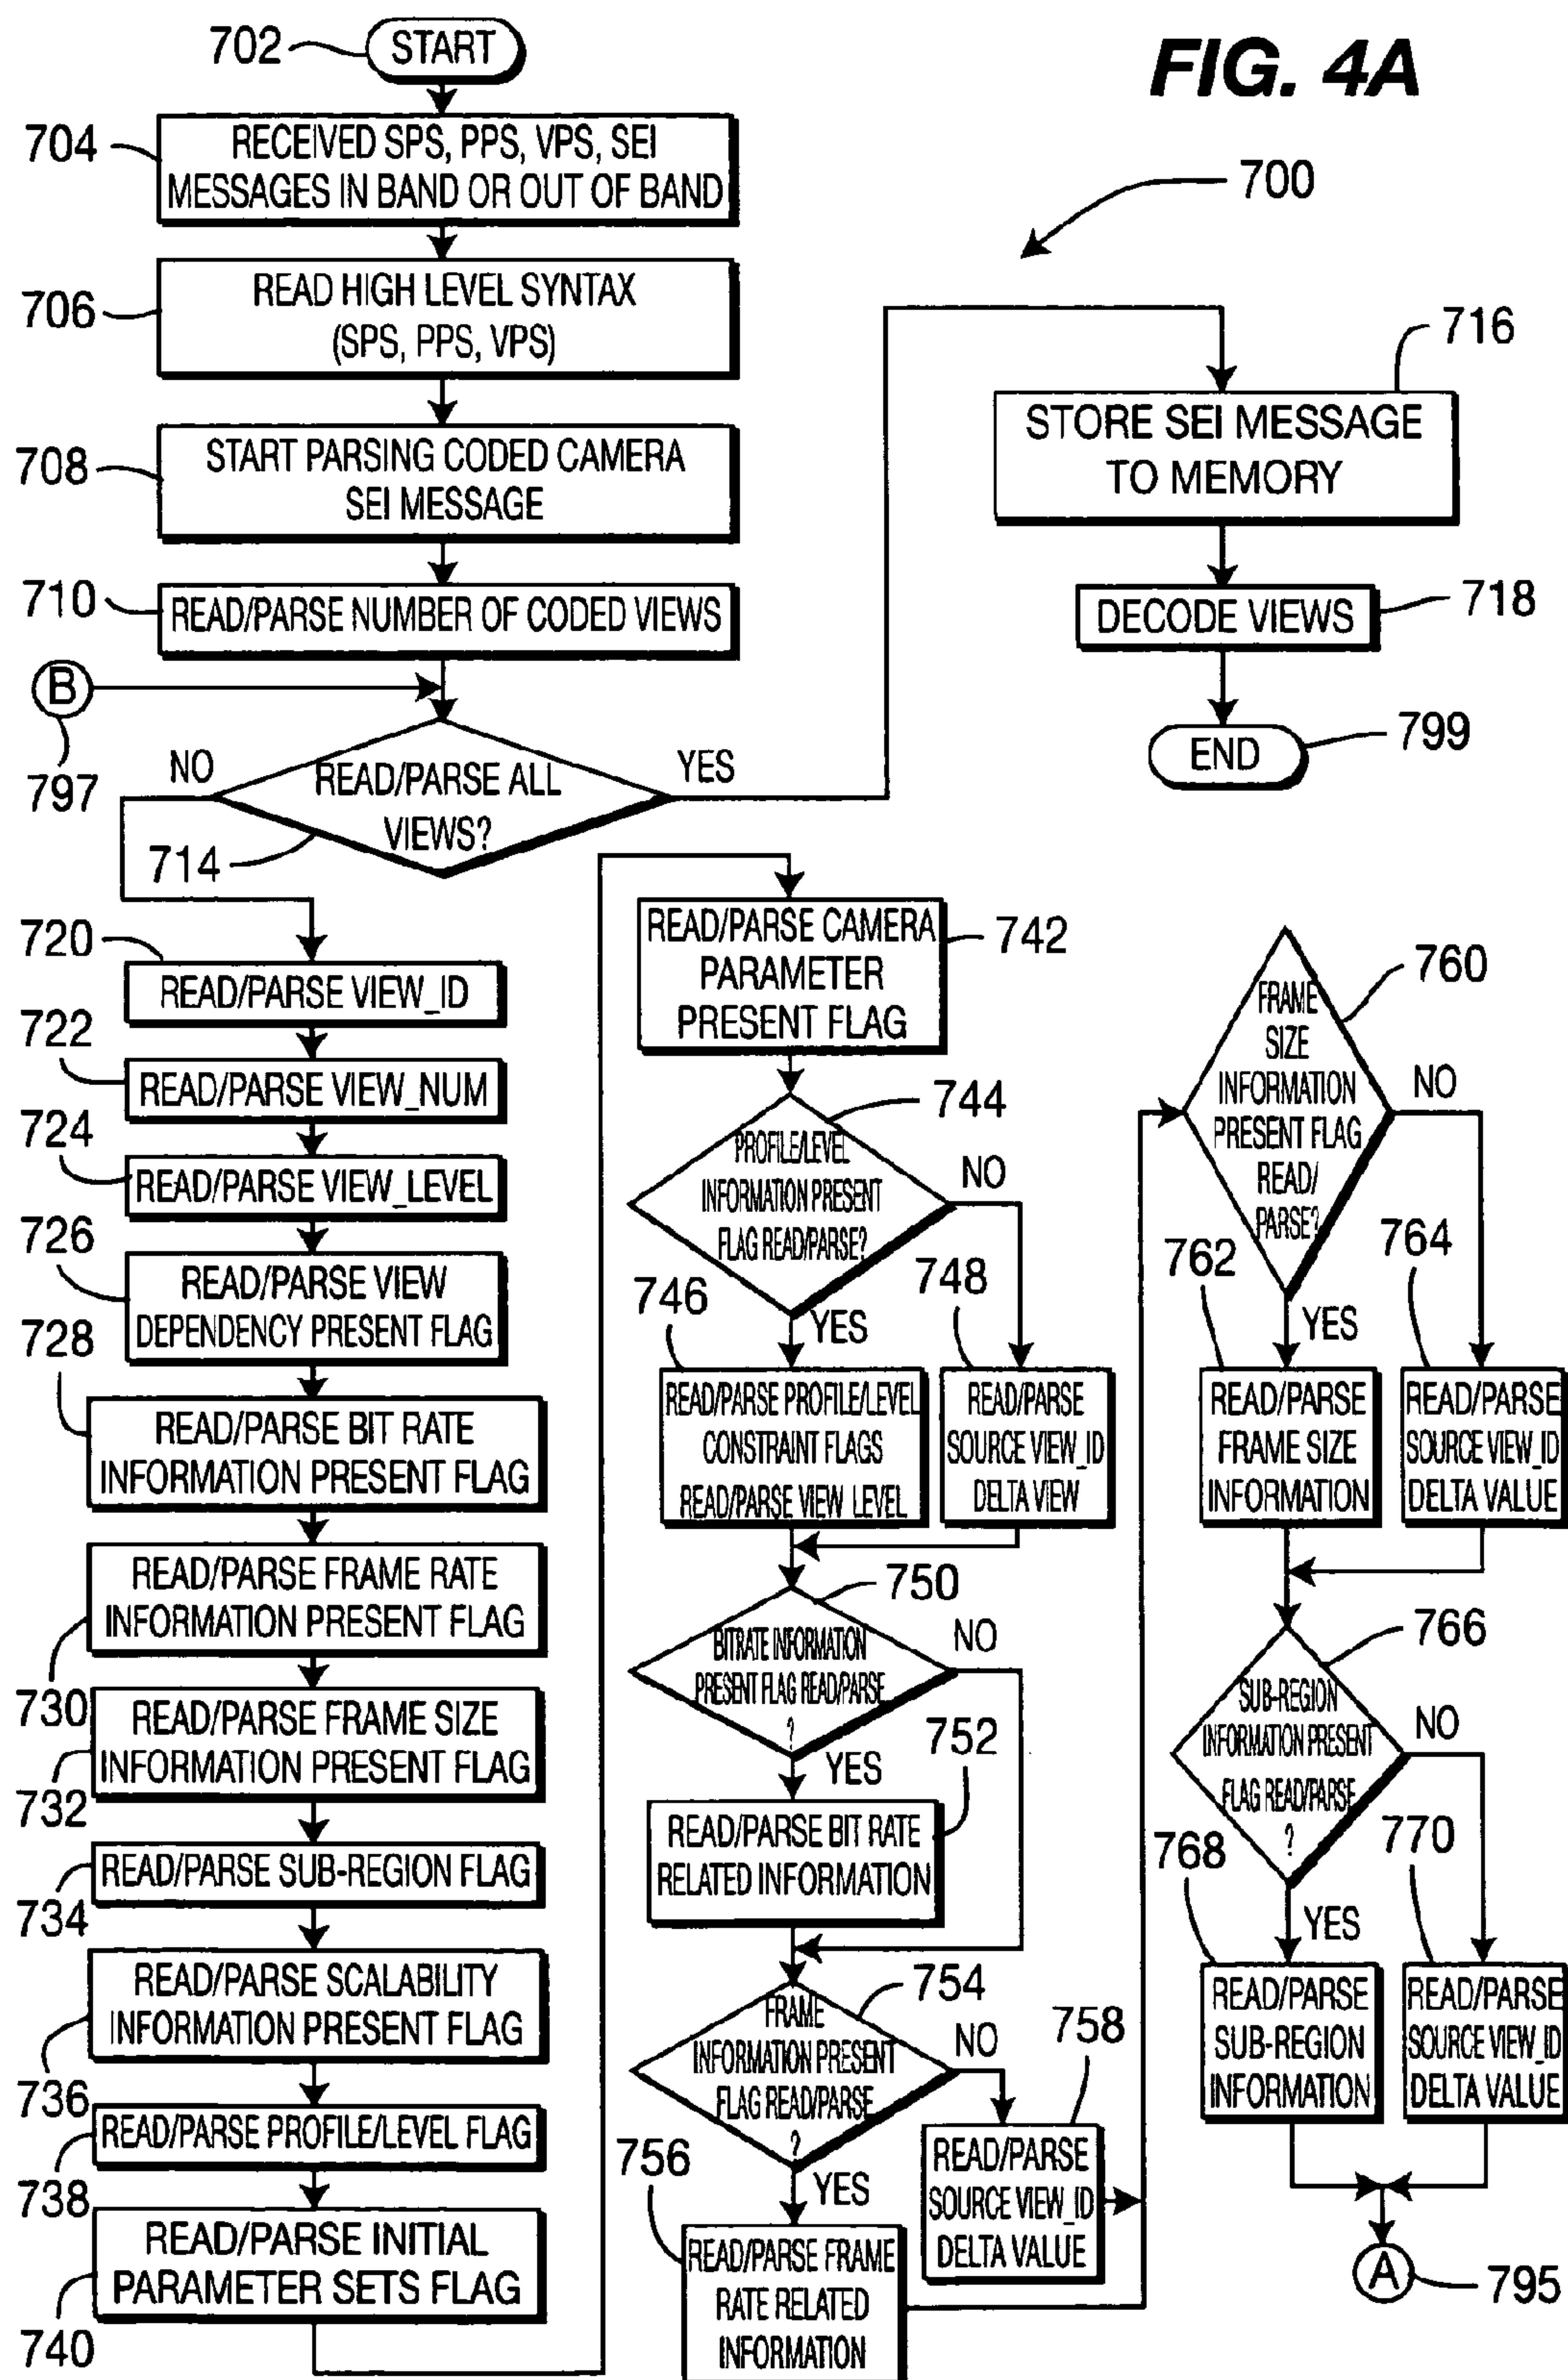 FIG. 4A
700
702
START
704
RECEIVED SPS, PPS, VPS, SEI
MESSAGES IN BAND OR OUT OF BAND
706
READ HIGH LEVEL SYNTAX
(SPS, PPS, VPS)
708
START PARSING CODED CAMERA
SEI MESSAGE
710
READ/PARSE NUMBER OF CODED VIEWS
B
797
NO
READ/PARSE ALL
VIEWS?
YES
714
716
STORE SEI MESSAGE
TO MEMORY
DECODE VIEWS
718
END
799
720
READ/PARSE VIEW_ID
722
READ/PARSE VIEW_NUM
724
READ/PARSE VIEW_LEVEL
726
READ/PARSE VIEW
DEPENDENCY PRESENT FLAG
728
READ/PARSE BIT RATE
INFORMATION PRESENT FLAG
READ/PARSE FRAME RATE
INFORMATION PRESENT FLAG
730
READ/PARSE FRAME SIZE
INFORMATION PRESENT FLAG
732
READ/PARSE SUB-REGION FLAG
734
READ/PARSE SCALABILITY
INFORMATION PRESENT FLAG
736
READ/PARSE PROFILE/LEVEL FLAG
738
READ/PARSE INITIAL
PARAMETER SETS FLAG
740
READ/PARSE CAMERA
PARAMETER
PRESENT FLAG
742
744
PROFILE/LEVEL
INFORMATION PRESENT
FLAG READ/PARSE?
NO
YES
746
READ/PARSE PROFILE/LEVEL
CONSTRAINT FLAGS
READ/PARSE VIEW_LEVEL
748
READ/PARSE
SOURCE VIEW_ID
DELTA VIEW
750
BITRATE INFORMATION
PRESENT FLAG READ/PARSE
?
NO
YES
752
READ/PARSE BIT RATE
RELATED INFORMATION
754
FRAME
INFORMATION PRESENT
FLAG READ/PARSE
?
NO
YES
756
READ/PARSE FRAME
RATE RELATED
INFORMATION
758
READ/PARSE
SOURCE VIEW_ID
DELTA VALUE
760
FRAME
SIZE
INFORMATION
PRESENT FLAG
READ/
PARSE?
NO
YES
762
READ/PARSE
FRAME SIZE
INFORMATION
764
READ/PARSE
SOURCE VIEW_ID
DELTA VALUE
766
SUB-REGION
INFORMATION PRESENT
FLAG READ/PARSE
?
NO
YES
768
READ/PARSE
SUB-REGION
INFORMATION
770
READ/PARSE
SOURCE VIEW_ID
DELTA VALUE
A
795